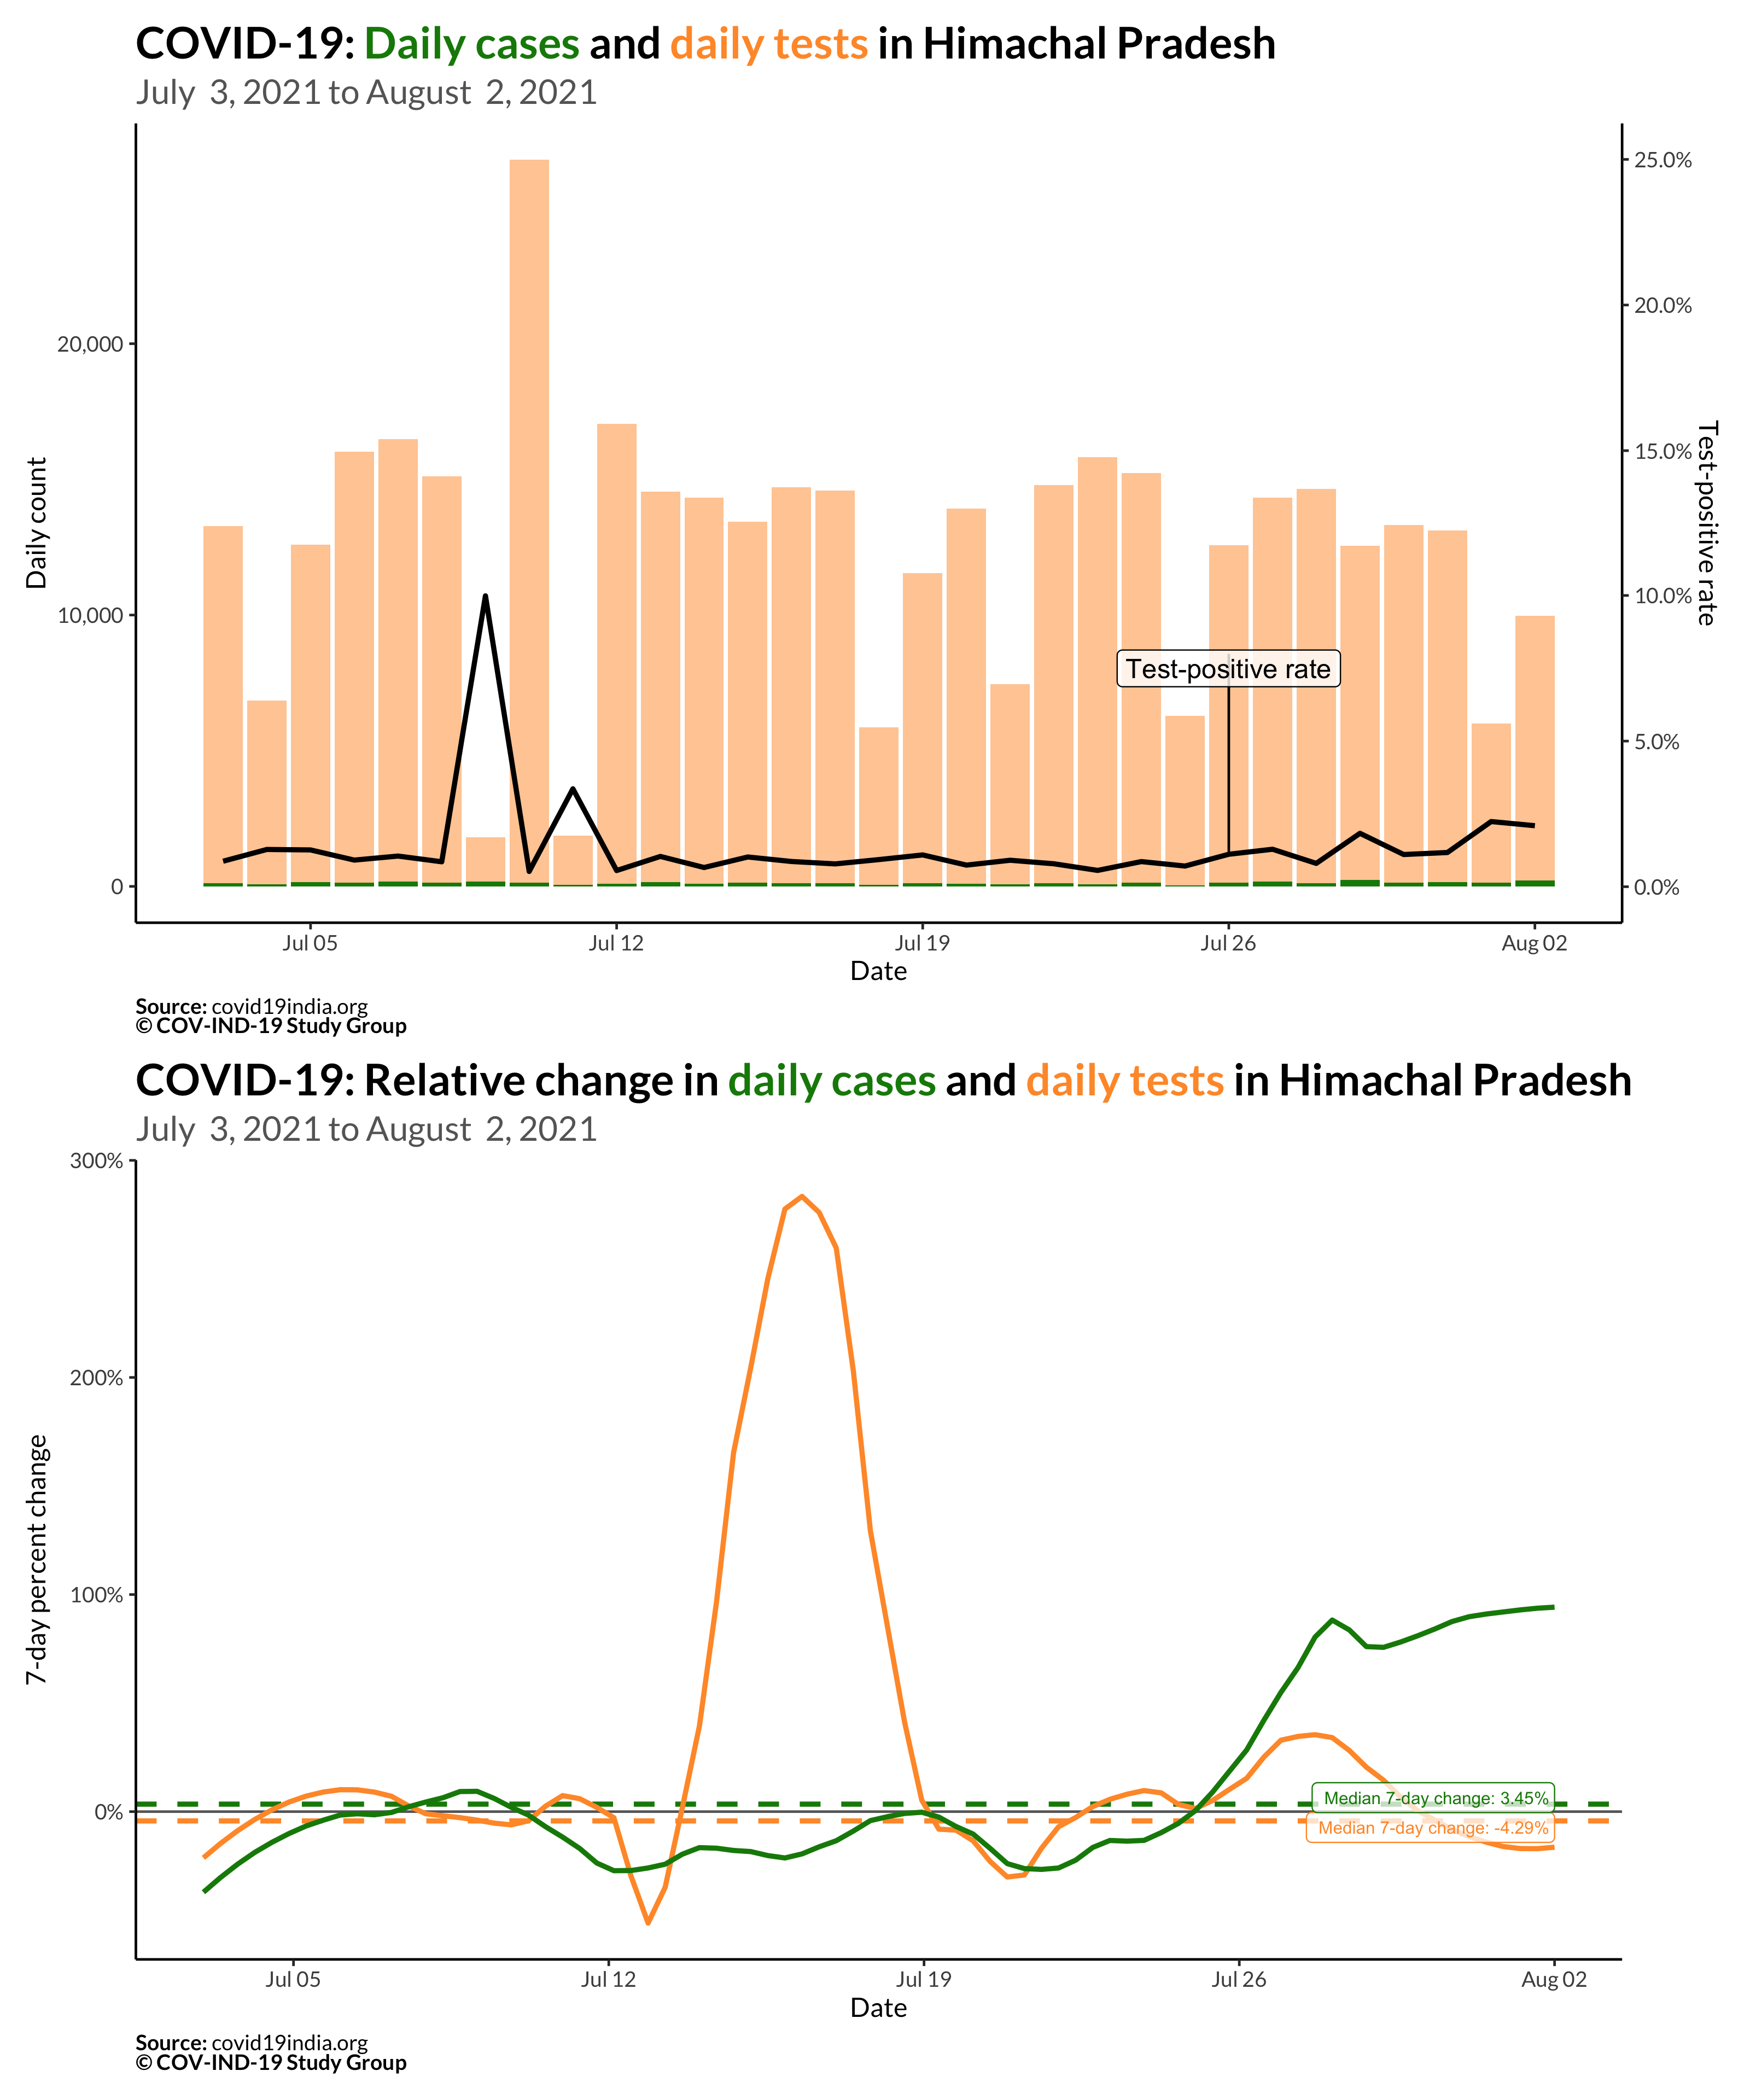 COVID-19: Daily cases and daily tests in Himachal Pradesh
July  3, 2021 to August  2, 2021
25.0%
20.0%
20,000
15.0%
Daily count
Test-positive rate
10,000
10.0%
Test-positive rate
5.0%
0
0.0%
Jul 05
Jul 12
Jul 19
Jul 26
Aug 02
Date
Source: covid19india.org
© COV-IND-19 Study Group
COVID-19: Relative change in daily cases and daily tests in Himachal Pradesh
July  3, 2021 to August  2, 2021
300%
200%
7-day percent change
100%
Median 7-day change: 3.45%
0%
Median 7-day change: -4.29%
Jul 05
Jul 12
Jul 19
Jul 26
Aug 02
Date
Source: covid19india.org
© COV-IND-19 Study Group